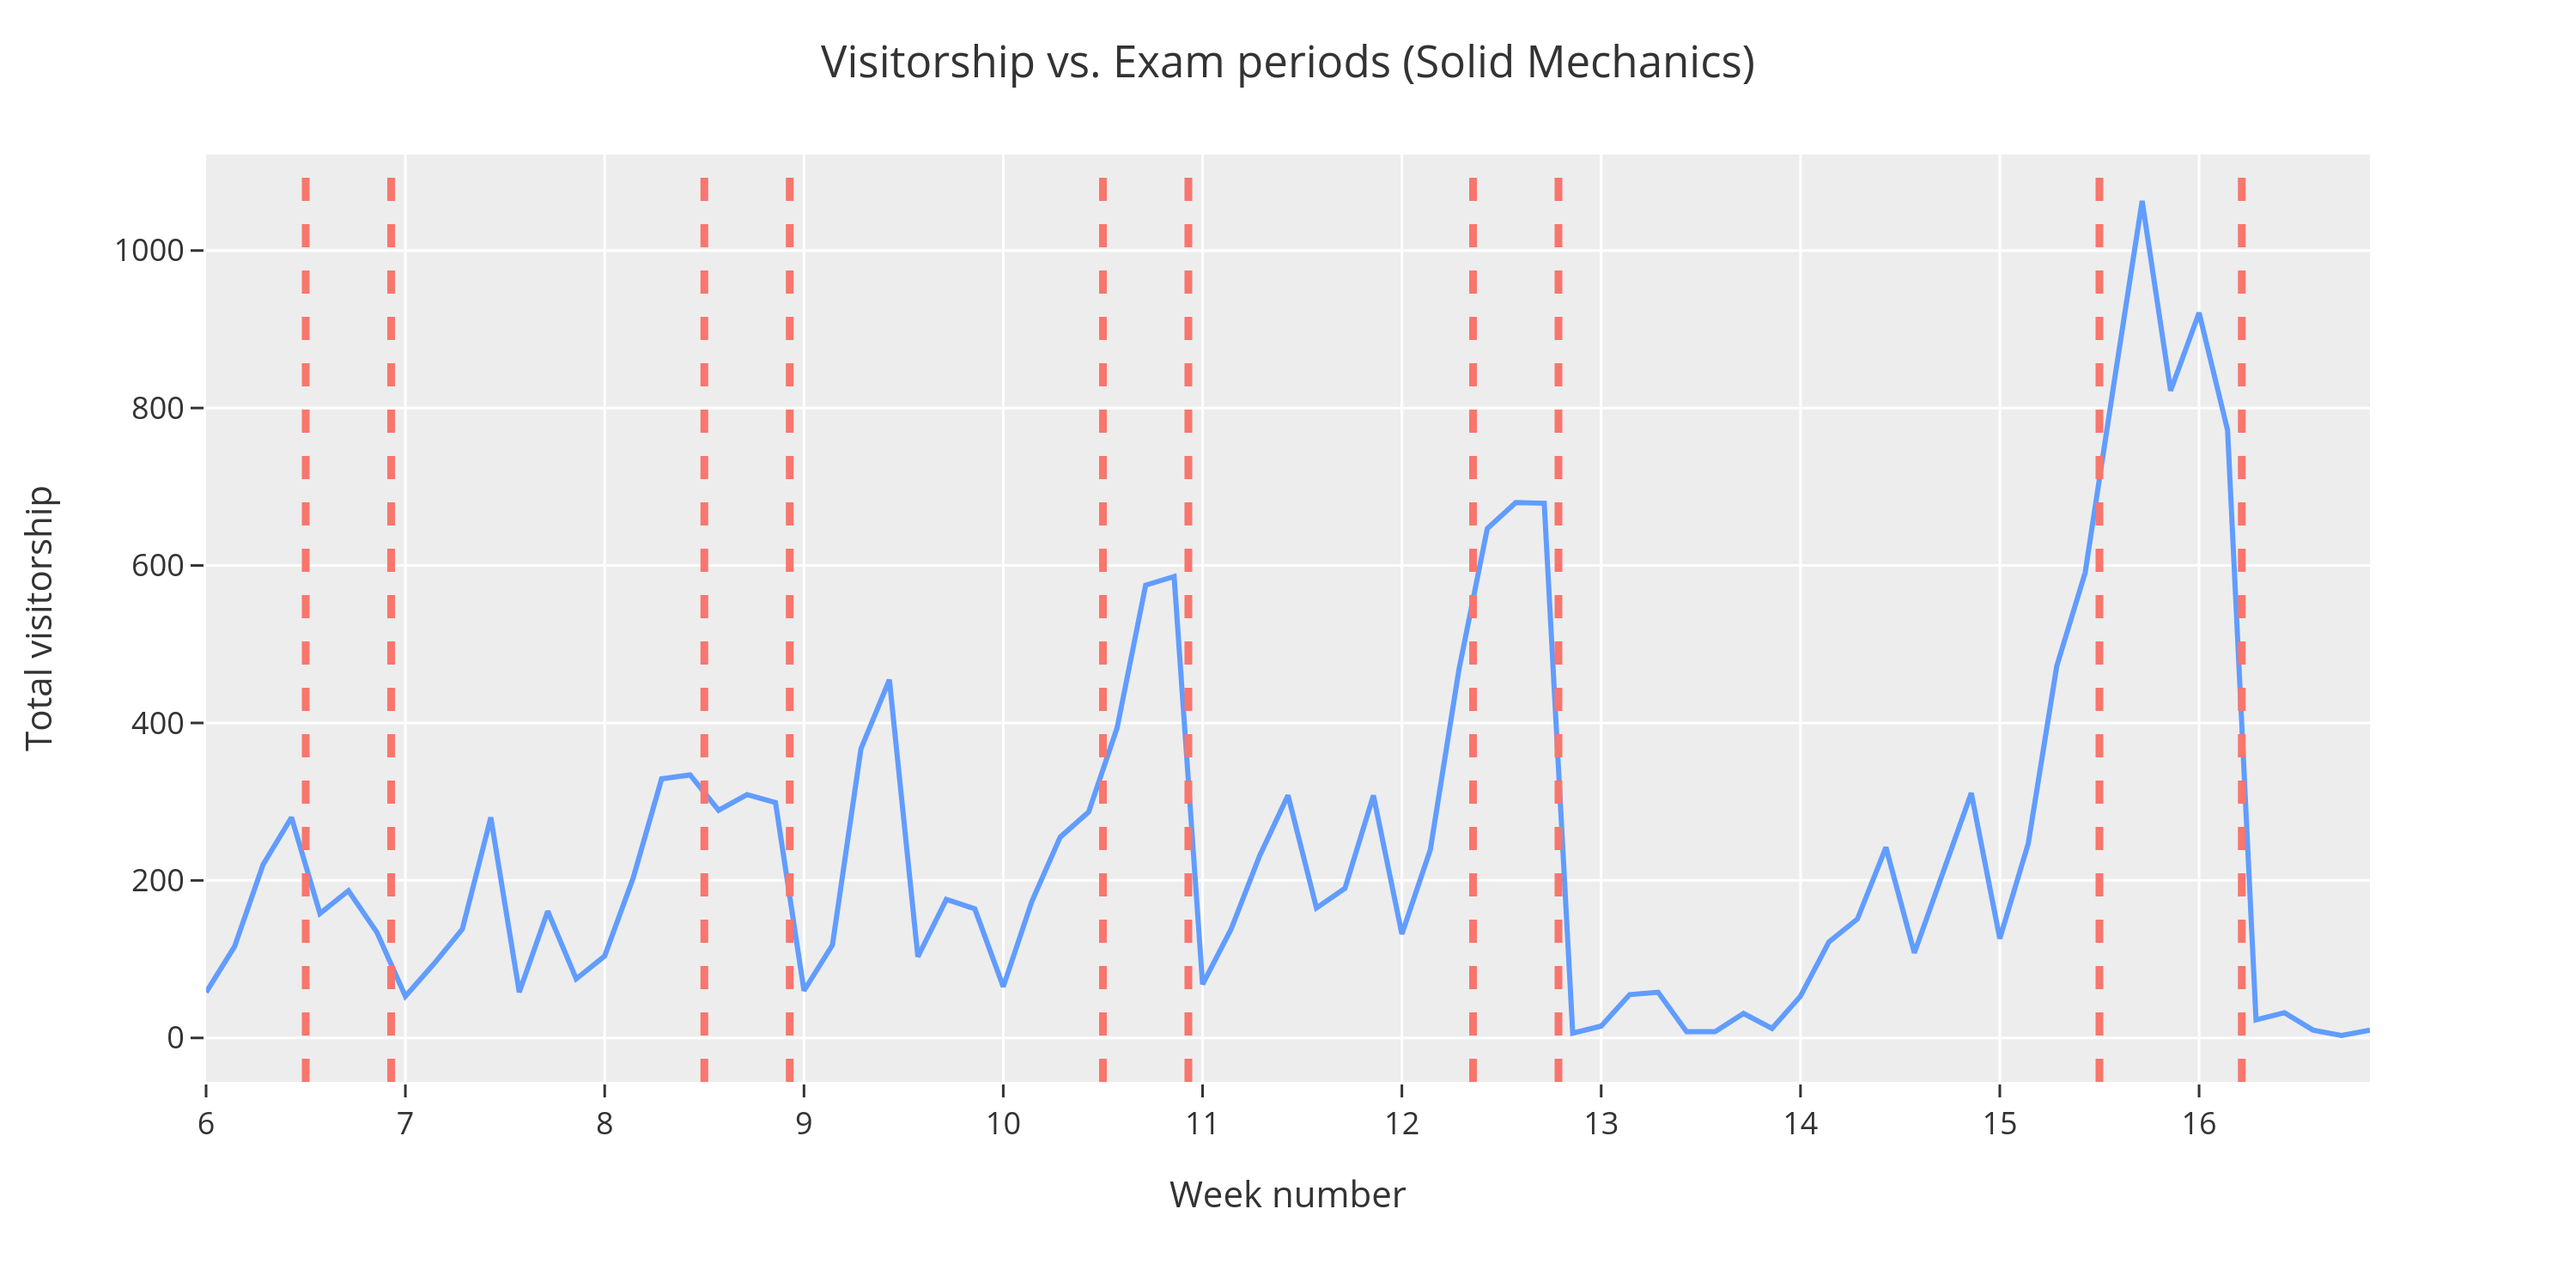 Visitorship vs. Exam periods (Solid Mechanics)
Total visitorship
1000
800
600
400
200
0
6 7 8 9 10 11 12 13 14 15 16
Week number